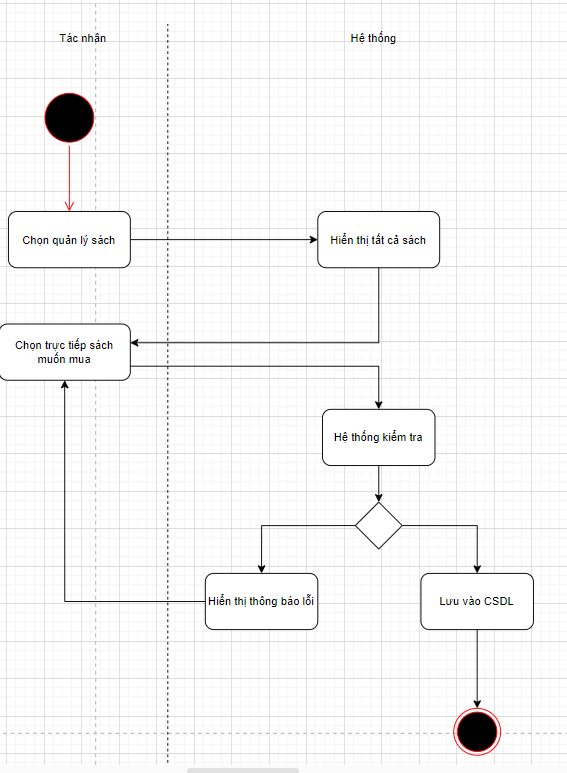 Tác nhân
Hệ thống
Chọn quản lý sách
Hiển thị tất cả sách
Chọn trực tiếp sách
muốn mua
Hệ thống kiểm tra
Hiển thị thông báo lỗi
Lưu vào CSDL